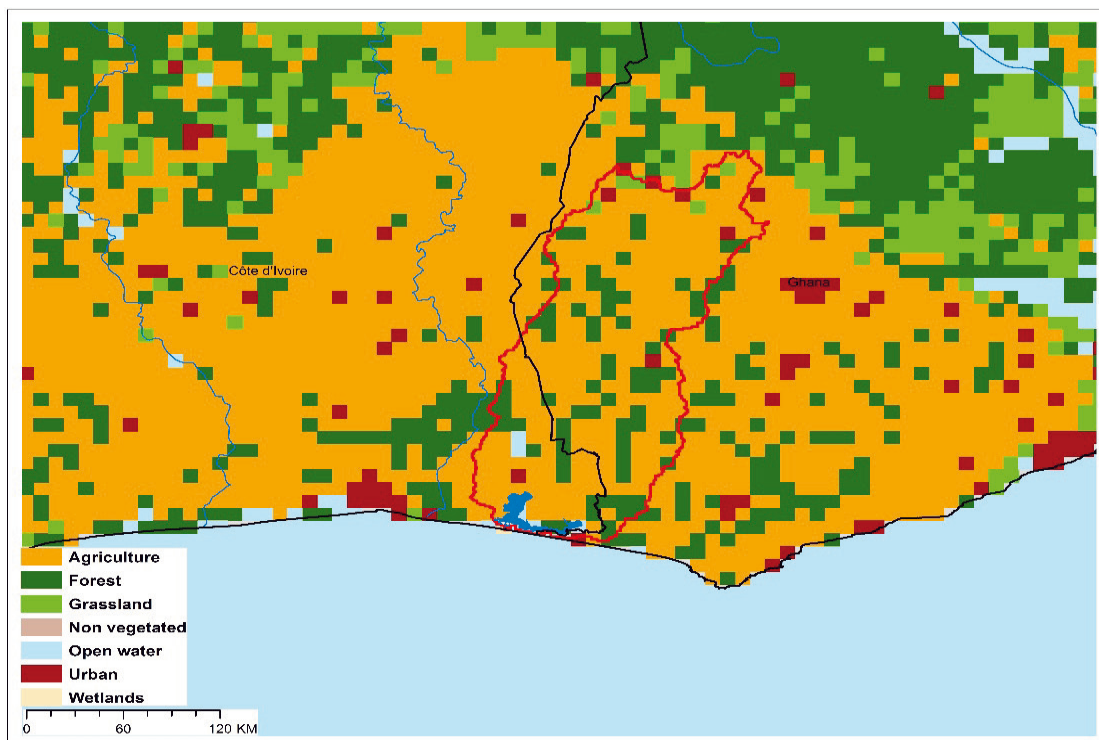 Côte d'Ivoire
Ghana
Agriculture
Forest
Grassland
Non vegetated
Open water
Urban
Wetlands
0 60 120 KM